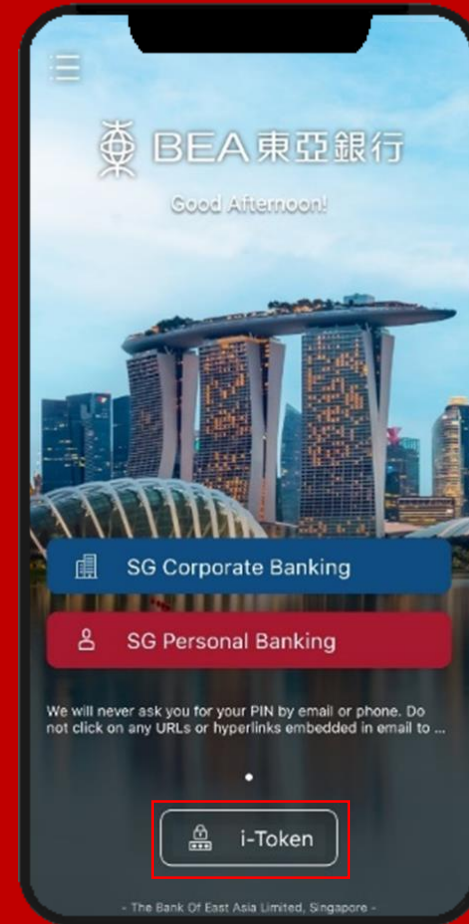 BEA東亞銀行
Good Afternoon!
SG Corporate Banking
SG Personal Banking
We will never ask you for your PIN by email or phone. Do
not click on any URLs or hyperlinks embedded in email to ...
i-Token
- The Bank Of East Asia Limited, Singapore -